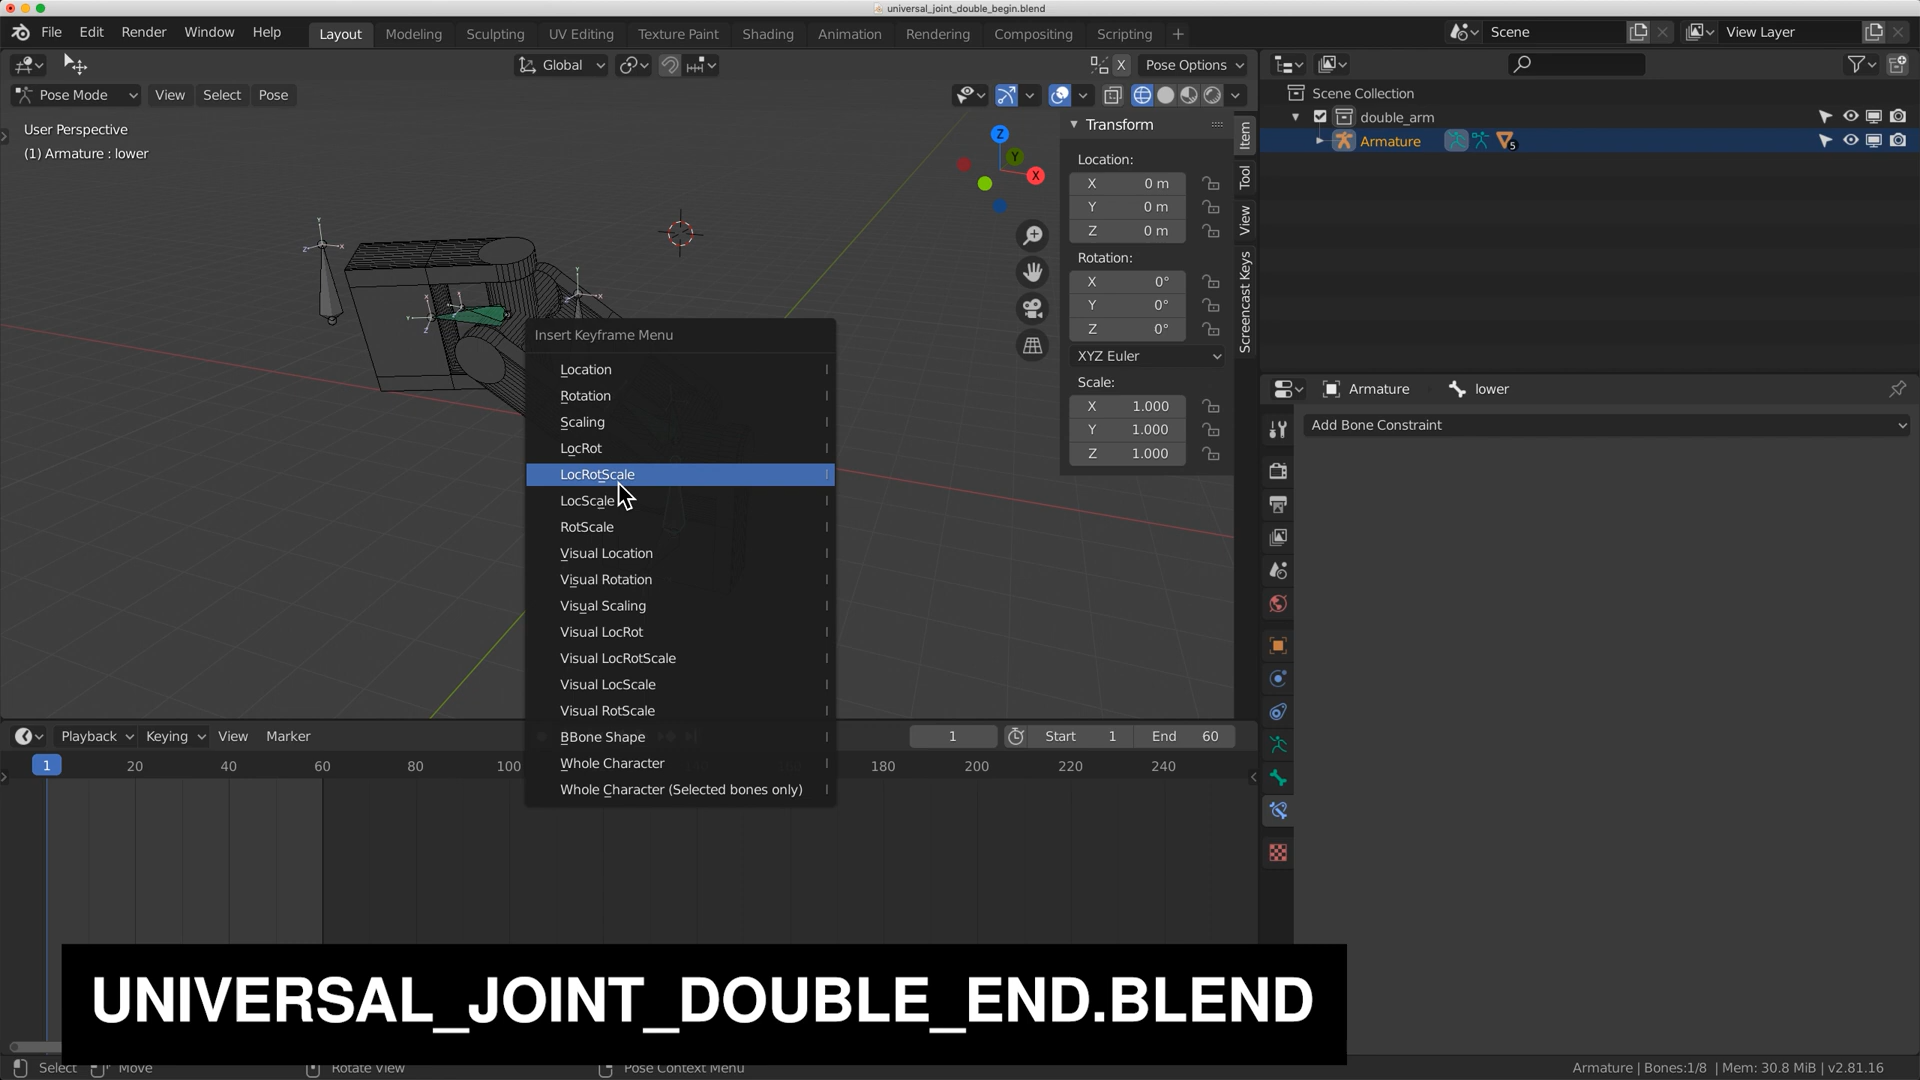 universal_joint_double_begin.blend
File Edit Render Window Help
Layout Modeling Sculpting UV Editing Texture Paint Shading Animation Rendering Compositing Scripting +
Scene
View Layer
Global
X
Pose Options
Pose Mode View Select Pose
User Perspective
(1) Armature : lower
Z
Y
X
Transform
Location:
X 0 m
Y 0 m
Z 0 m
Rotation:
X 0°
Y 0°
Z 0°
XYZ Euler
Scale:
X 1.000
Y 1.000
Z 1.000
Item
Tool
View
Screencast Keys
Scene Collection
double_arm
Armature 5
Armature lower
Add Bone Constraint
Insert Keyframe Menu
Location I
Rotation I
Scaling I
LocRot I
LocRotScale I
LocScale I
RotScale I
Visual Location I
Visual Rotation I
Visual Scaling I
Visual LocRot I
Visual LocRotScale I
Visual LocScale I
Visual RotScale I
BBone Shape I
Whole Character I
Whole Character (Selected bones only) I
Playback Keying View Marker
1
Start 1
End 60
1 20 40 60 100 180 200 220 240
UNIVERSAL_JOINT_DOUBLE_END.BLEND
Select Move Rotate View Pose Context Menu
Armature | Bones:1/8 | Mem: 30.8 MiB | v2.81.16